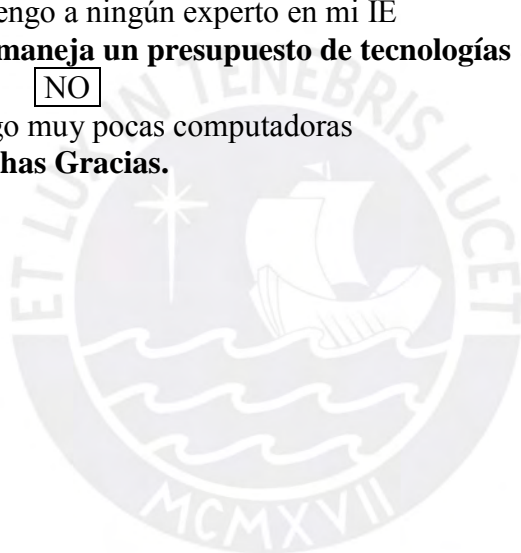 engo a ningún experto en mi IE
maneja un presupuesto de tecnologías
NO
go muy pocas computadoras
has Gracias.
ET LUX IN TENEBRIS LUCET
MCMXVII